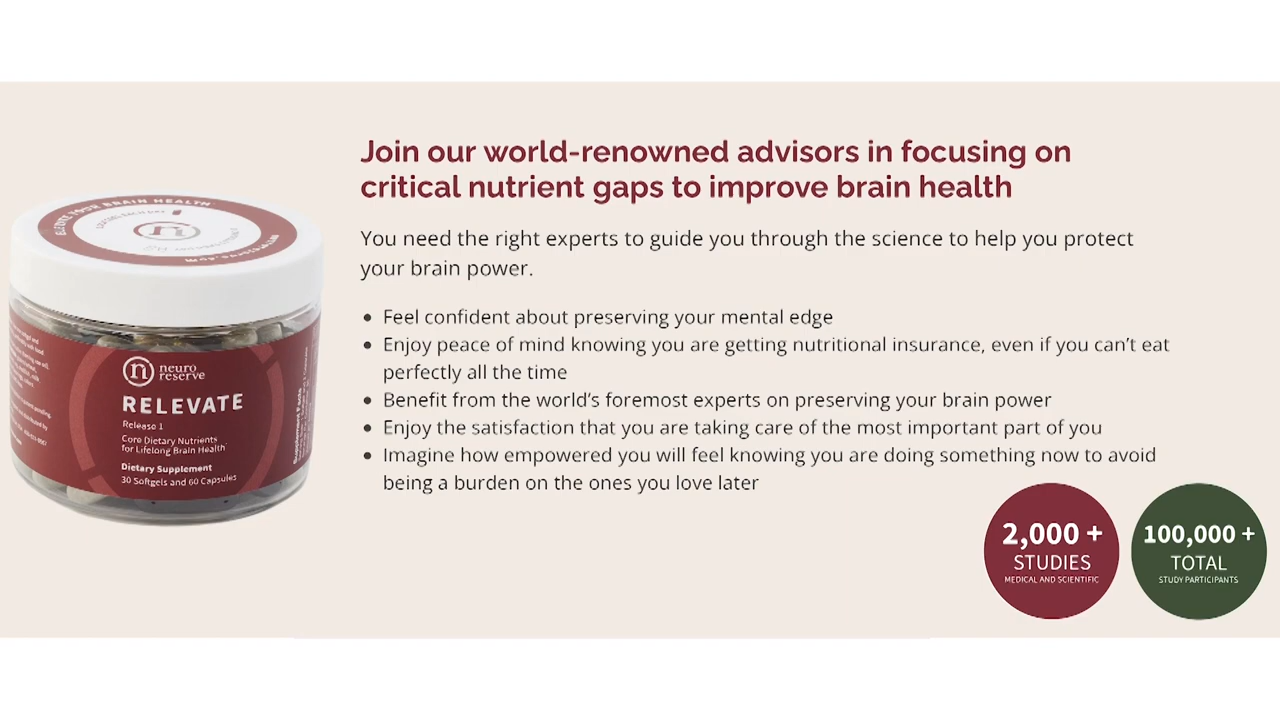 Join our world-renowned advisors in focusing on
critical nutrient gaps to improve brain health
You need the right experts to guide you through the science to help you protect
your brain power.
• Feel confident about preserving your mental edge
• Enjoy peace of mind knowing you are getting nutritional insurance, even if you can't eat
perfectly all the time
• Benefit from the world's foremost experts on preserving your brain power
• Enjoy the satisfaction that you are taking care of the most important part of you
• Imagine how empowered you will feel knowing you are doing something now to avoid
being a burden on the ones you love later
YOUR BRAIN HEALTH
neuro
reserve
RELEVATE
Release 1
Core Dietary Nutrients
for Lifelong Brain Health
Dietary Supplement
30 Softgels and 60 Capsules
2,000 +
STUDIES
MEDICAL AND SCIENTIFIC
100,000 +
TOTAL
STUDY PARTICIPANTS